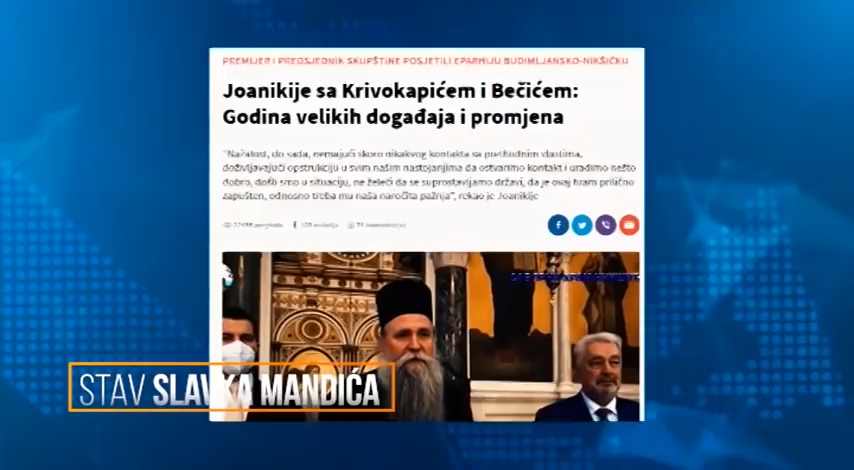 PREMIJER I PREDSJEDNIK SKUPŠTINE POSJETILI EPARHIJU BUDIMLJANSKO-NIKŠIĆKU
Joanikije sa Krivokapićem i Bečićem:
Godina velikih događaja i promjena
"Nažalost, do sada, nemajući skoro nikakvog kontakta sa prethodnim vlastima,
doživljavajući opstrukciju u svim našim nastojanjima da ostvarimo kontakt i uradimo nešto
dobro, došli smo u situaciju, ne želeći da se suprostavljamo državi, da je ovaj hram prilično
zapušten, odnosno treba mu naša naročita pažnja", rekao je Joanikije
STAV SLAVKA MANDIĆA